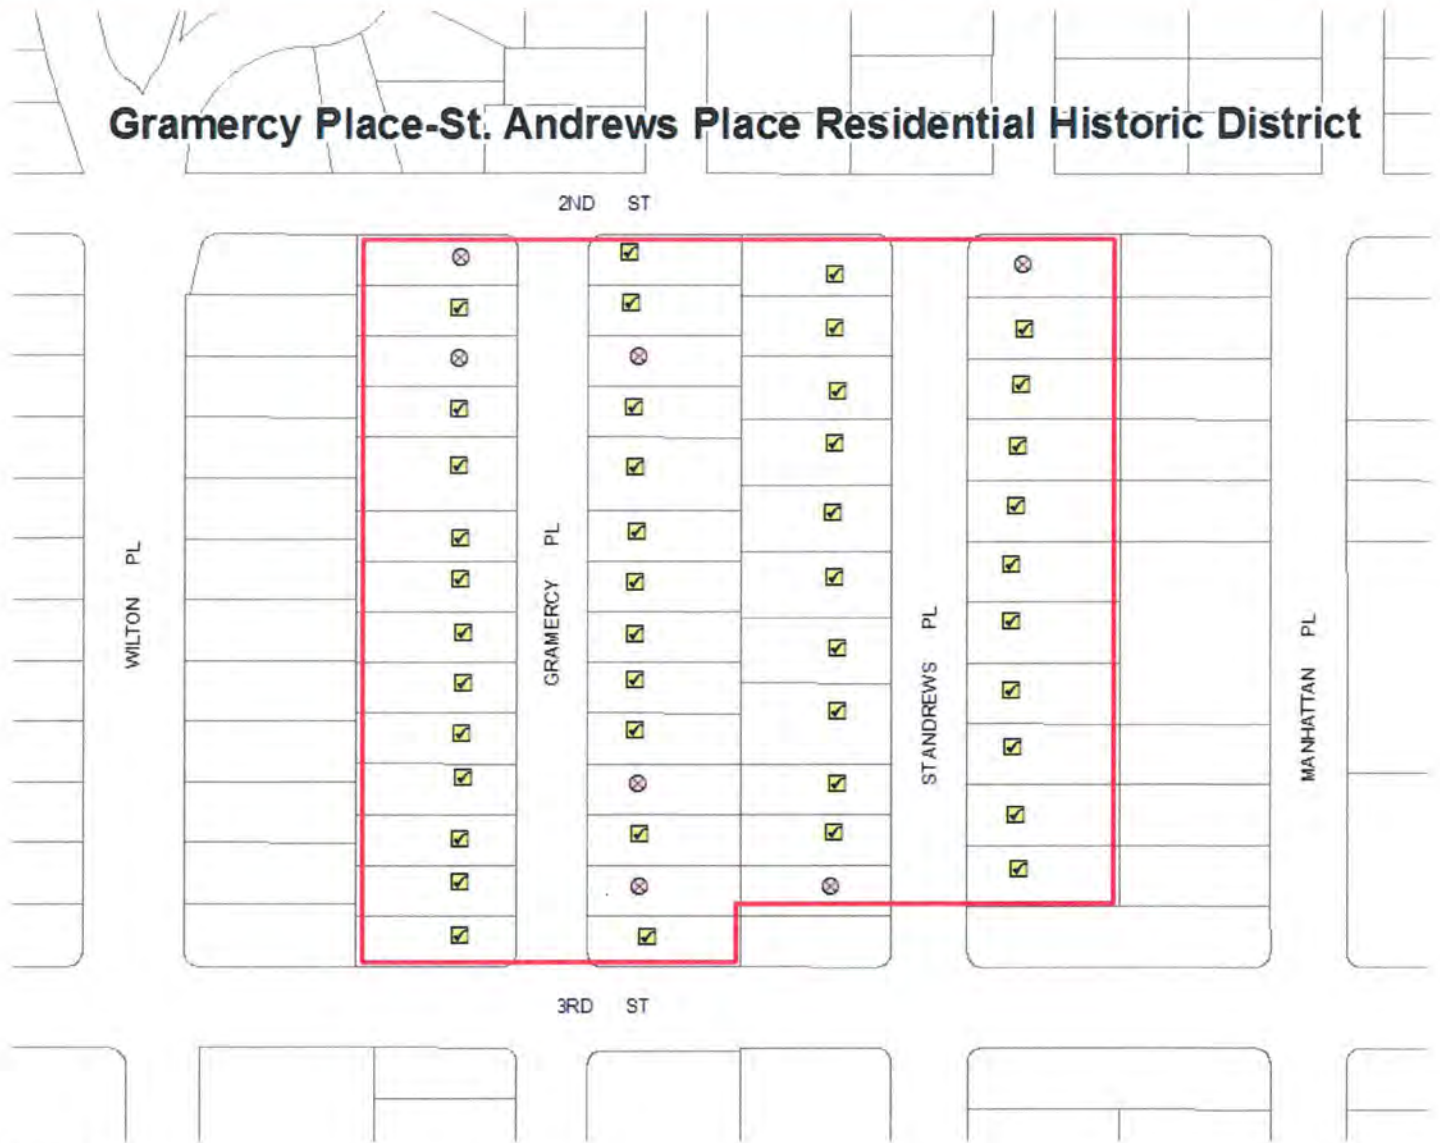 Gramercy Place-St. Andrews Place Residential Historic District
2ND ST
WILTON PL
GRAMERCY PL
ST ANDREWS PL
MANHATTAN PL
3RD ST